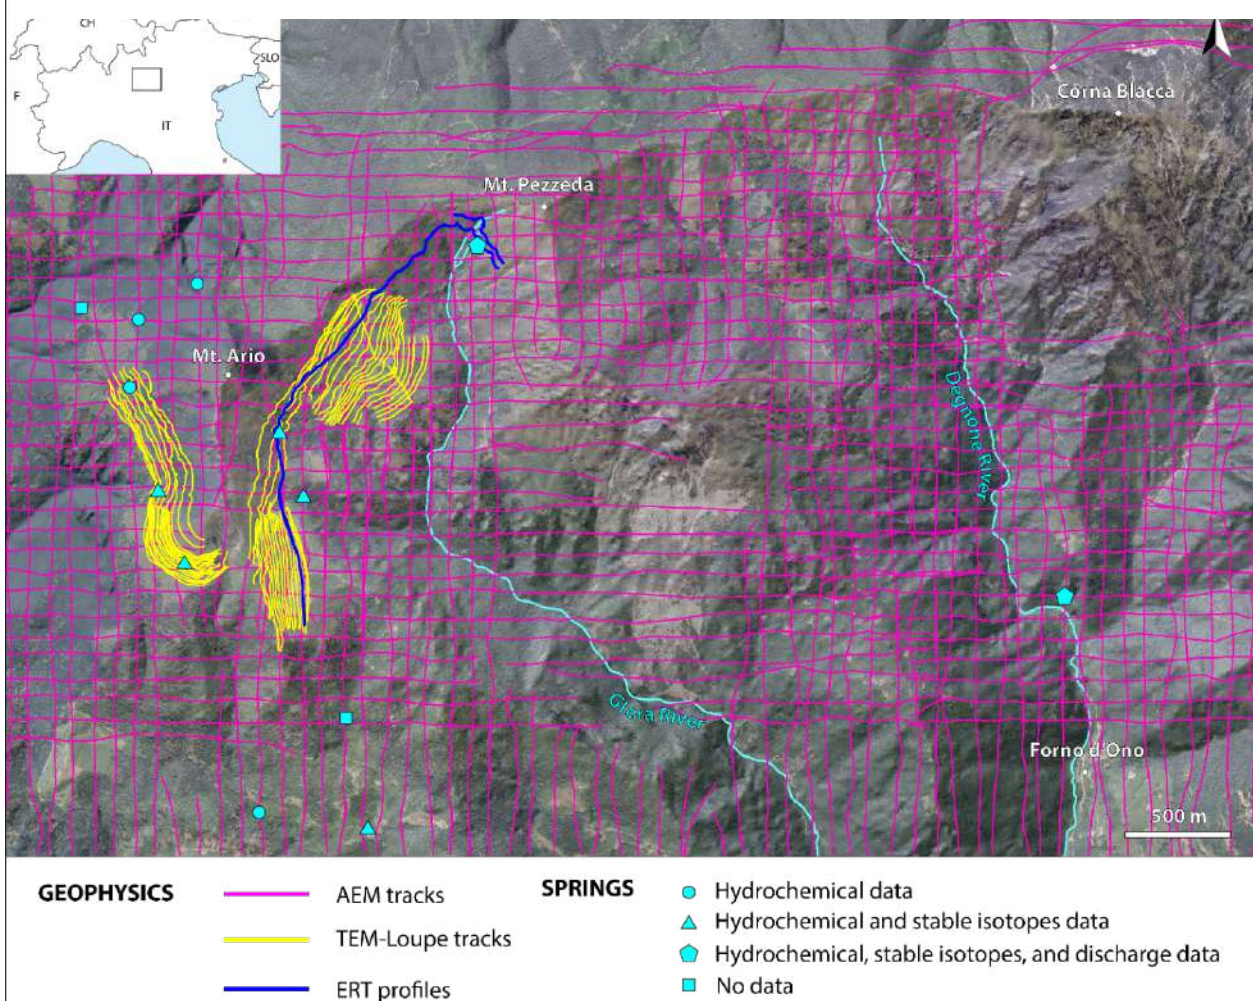 CH
SLO
F
IT
Corna Blacca
Mt. Pezzeda
Mt. Ario
Degnone River
Glera River
Forno d'Ono
500 m
GEOPHYSICS
AEM tracks
TEM-Loupe tracks
ERT profiles
SPRINGS
Hydrochemical data
Hydrochemical and stable isotopes data
Hydrochemical, stable isotopes, and discharge data
No data